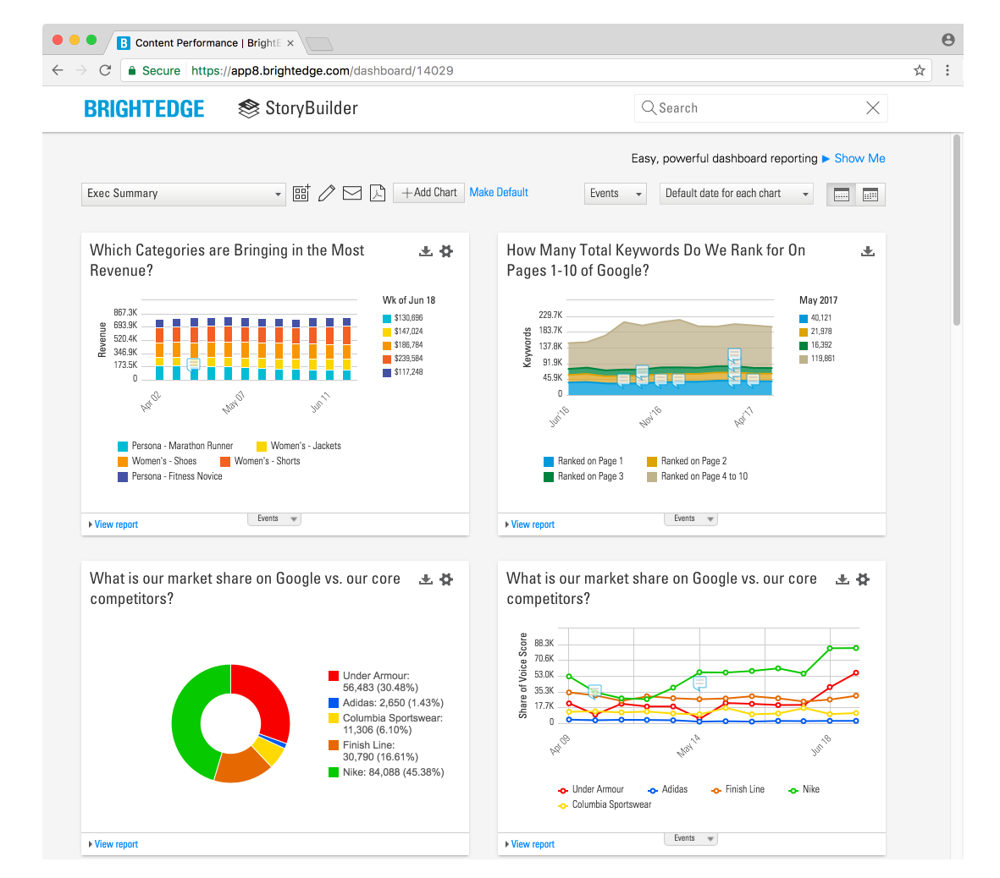 Content Performance | BrightE
Secure https://app8.brightedge.com/dashboard/14029
BRIGHTEDGE StoryBuilder Search
Easy, powerful dashboard reporting ▶ Show Me
Exec Summary +Add Chart Make Default Events Default date for each chart
Which Categories are Bringing in the Most
Revenue?
Wk of Jun 18
Revenue
867.3K
693.9K
520.4K
346.9K
173.5K
0
$130,696
$147,024
$186,784
$239,584
$117,248
Apr 02 May 07 Jun 11
Persona - Marathon Runner Women's - Jackets
Women's - Shoes Women's - Shorts
Persona - Fitness Novice
Events
View report
How Many Total Keywords Do We Rank for On
Pages 1-10 of Google?
May 2017
Keywords
229.7K
183.7K
137.8K
91.9K
45.9K
0
40,121
21,978
16,392
119,861
Jun'16 Nov'16 Apr'17
Ranked on Page 1 Ranked on Page 2
Ranked on Page 3 Ranked on Page 4 to 10
Events
View report
What is our market share on Google vs. our core
competitors?
Under Armour:
56,483 (30.48%)
Adidas: 2,650 (1.43%)
Columbia Sportswear:
11,306 (6.10%)
Finish Line:
30,790 (16.61%)
Nike: 84,088 (45.38%)
View report
What is our market share on Google vs. our core
competitors?
Share of Voice Score
88.3K
70.6K
53.0K
35.3K
17.7K
0
Apr 09 May 14 Jun 18
Under Armour Adidas Finish Line Nike
Columbia Sportswear
Events
View report